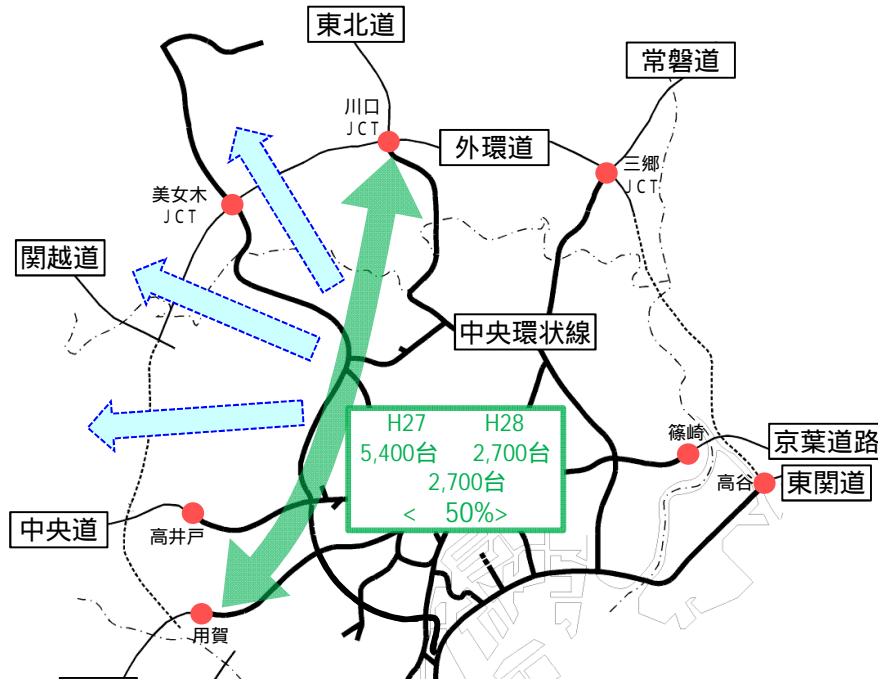 東北道
常磐道
川口
JCT
外環道
三郷
JCT
美女木
JCT
関越道
中央環状線
H27 H28
5,400台 2,700台
2,700台
< 50%>
篠崎
京葉道路
高谷
東関道
中央道
高井戸
用賀